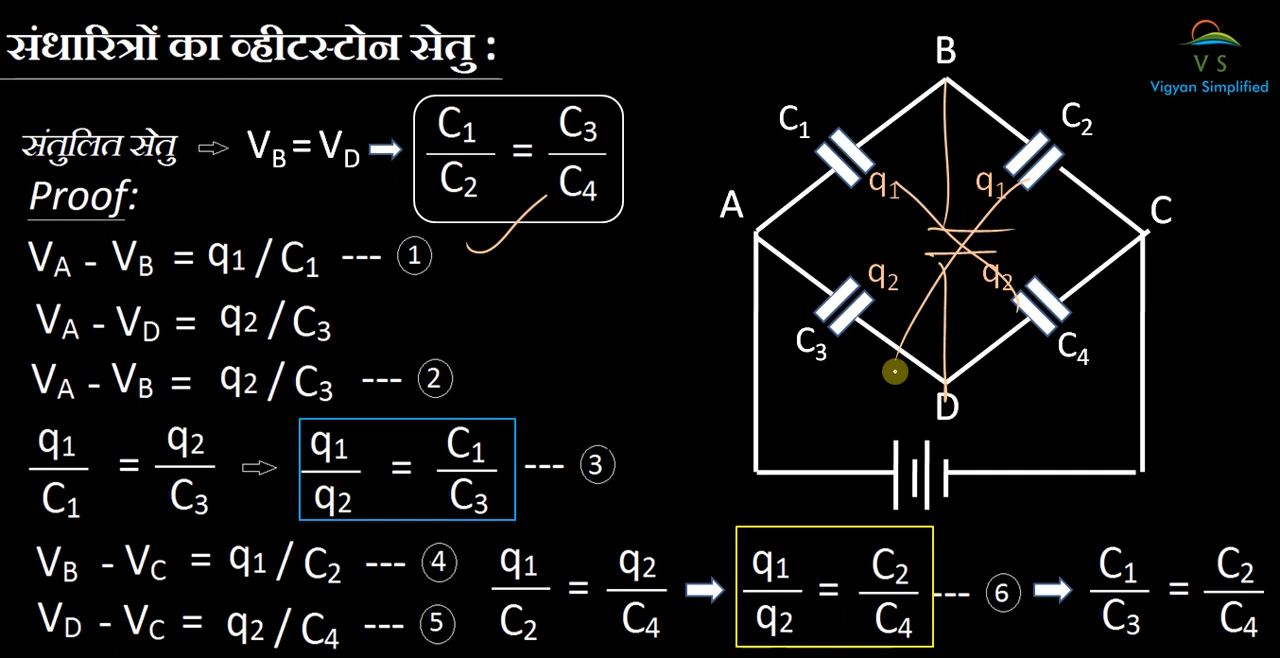 संधारित्रों का व्हीटस्टोन सेतु :
संतुलित सेतु ⇨ V_B = V_D ➡ C₁/C₂ = C₃/C₄
Proof:
V_A - V_B = q₁ / C₁ --- ①
V_A - V_D = q₂ / C₃
V_A - V_B = q₂ / C₃ --- ②
q₁/C₁ = q₂/C₃ ⇨ q₁/q₂ = C₁/C₃ --- ③
V_B - V_C = q₁ / C₂ --- ④
V_D - V_C = q₂ / C₄ --- ⑤
q₁/C₂ = q₂/C₄ ➡ q₁/q₂ = C₂/C₄ --- ⑥ ➡ C₁/C₃ = C₂/C₄
B
C₁
C₂
q₁
q₁
A
C
q₂
q₂
C₃
C₄
D
V S
Vigyan Simplified